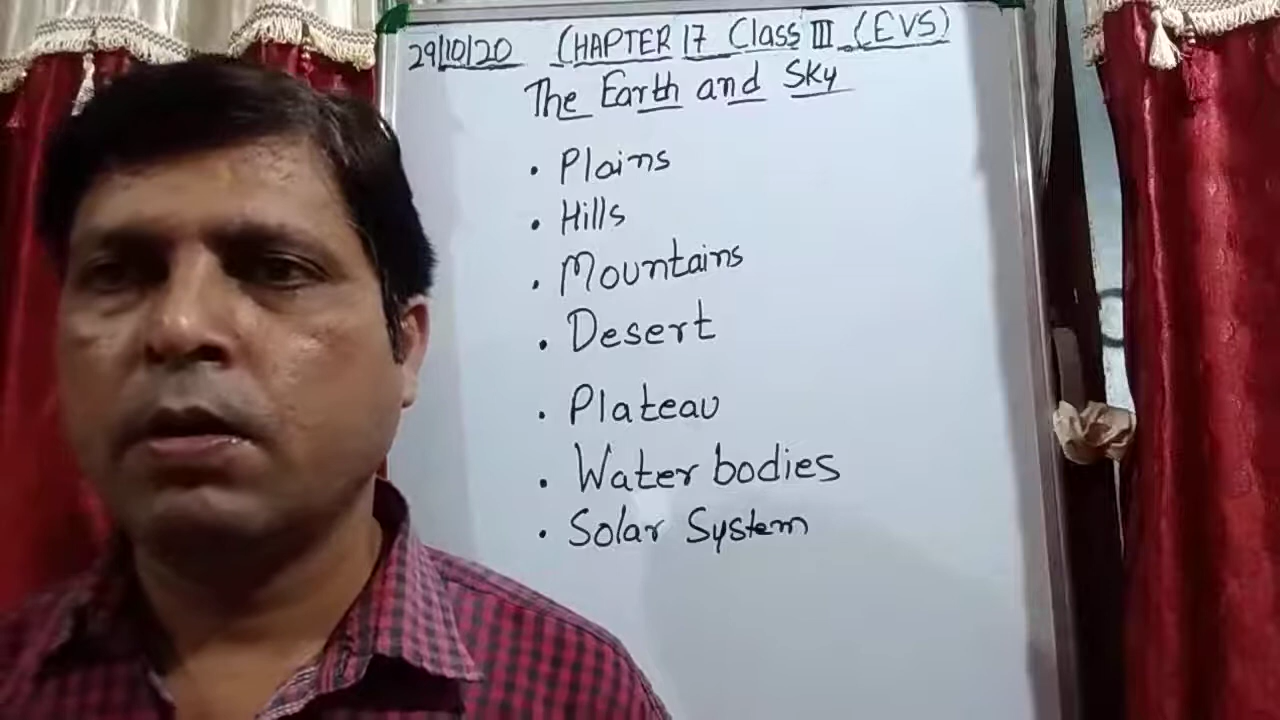 29/10/20 CHAPTER 17 Class III (EVS)
The Earth and Sky
• Plains
• Hills
• Mountains
• Desert
• Plateau
• Water bodies
• Solar System